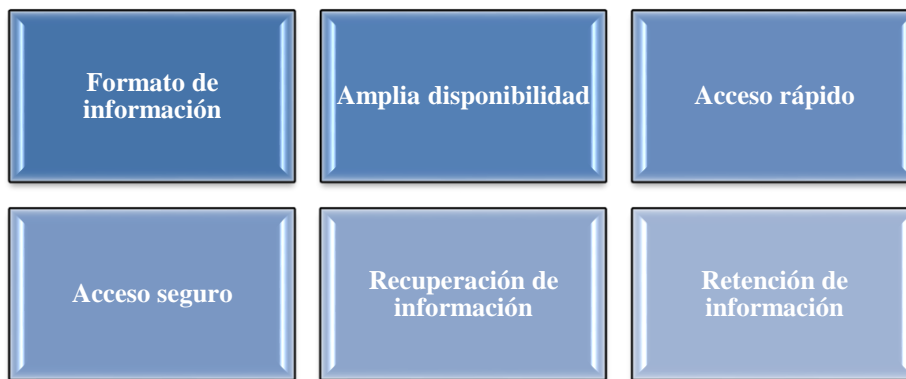 Formato de
información
Amplia disponibilidad
Acceso rápido
Acceso seguro
Recuperación de
información
Retención de
información